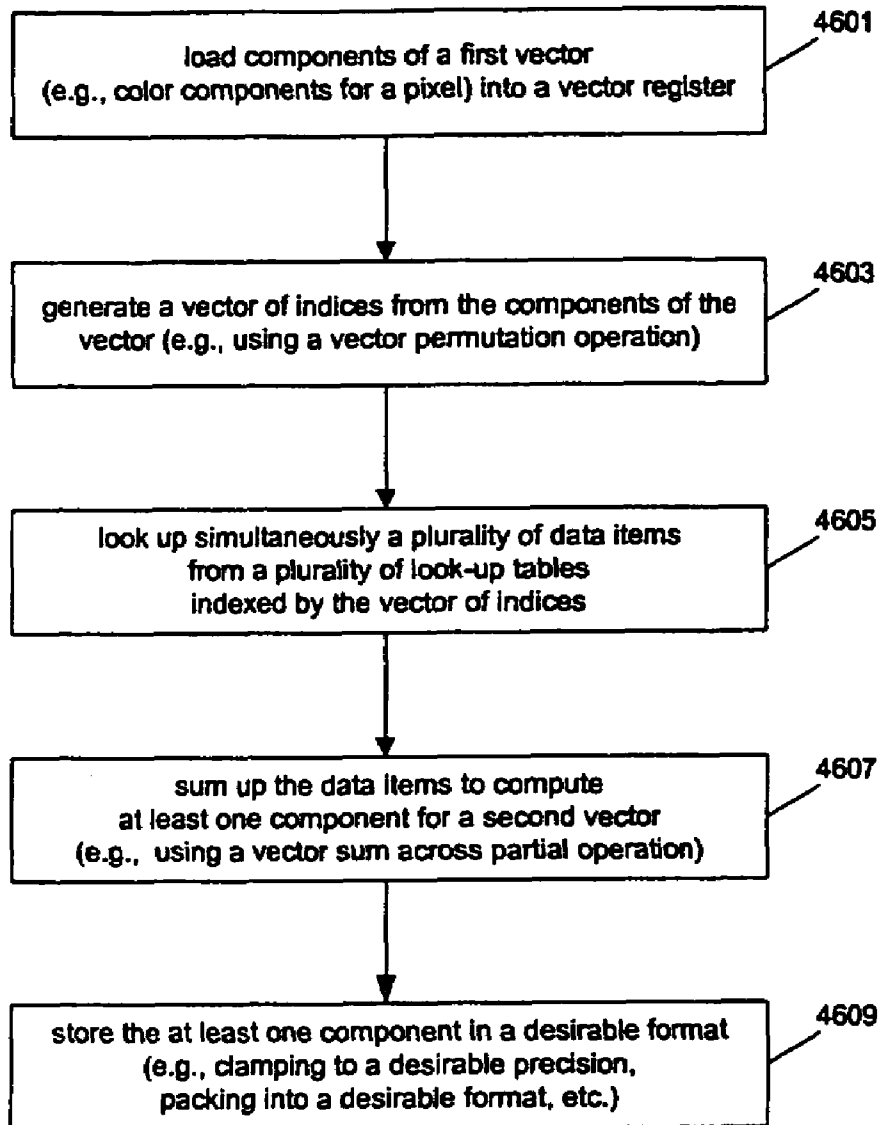 4601
load components of a first vector
(e.g., color components for a pixel) into a vector register
4603
generate a vector of indices from the components of the
vector (e.g., using a vector permutation operation)
4605
look up simultaneously a plurality of data items
from a plurality of look-up tables
indexed by the vector of indices
4607
sum up the data items to compute
at least one component for a second vector
(e.g., using a vector sum across partial operation)
4609
store the at least one component in a desirable format
(e.g., clamping to a desirable precision,
packing into a desirable format, etc.)